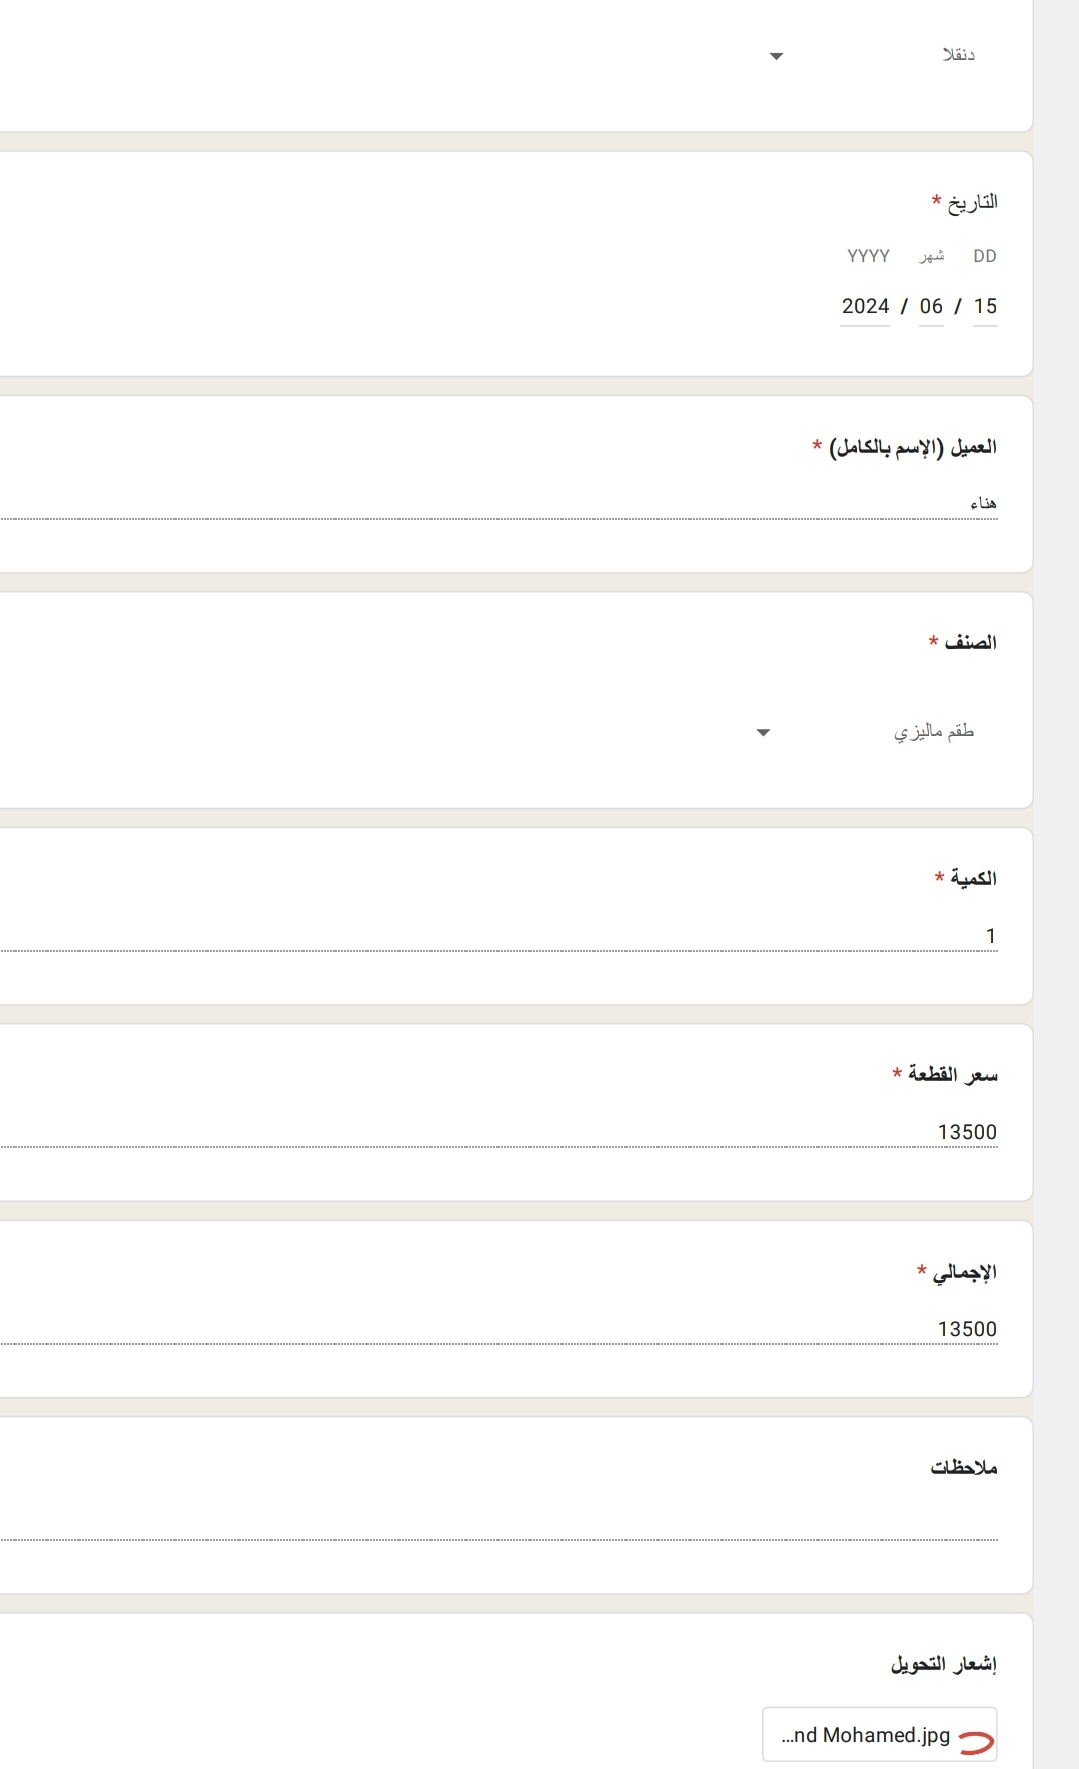 دنقلا
التاريخ *
DD شهر YYYY
15 / 06 / 2024
العميل (الإسم بالكامل) *
هناء
الصنف *
طقم ماليزي
الكمية *
1
سعر القطعة *
13500
الإجمالي *
13500
ملاحظات
إشعار التحويل
...nd Mohamed.jpg